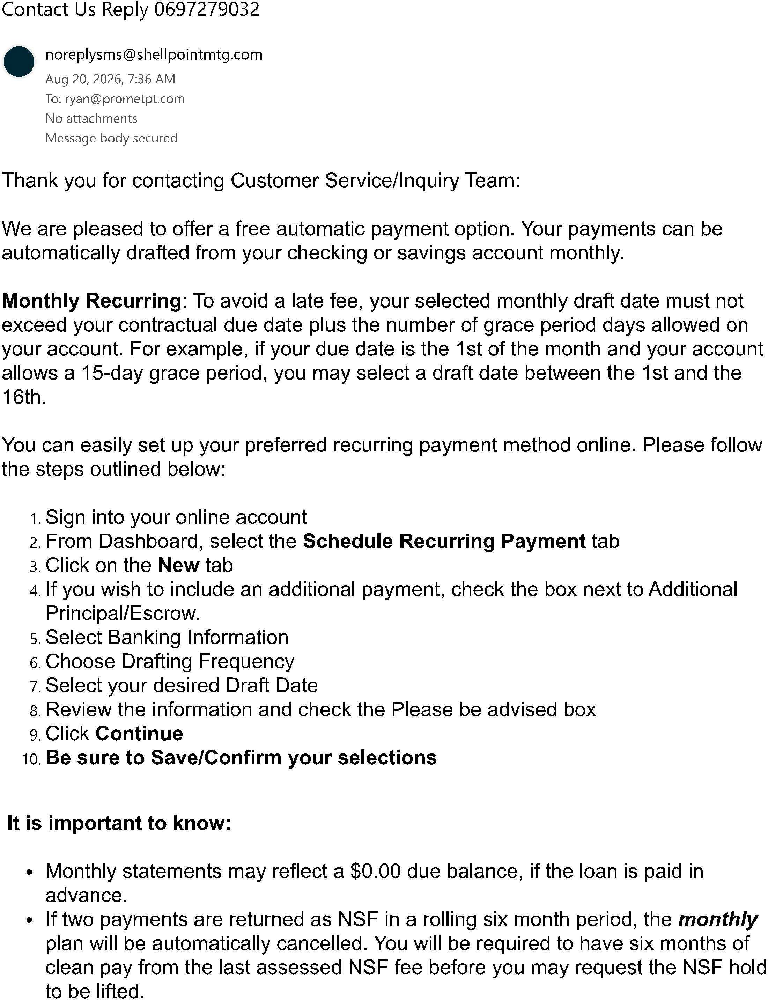 Contact Us Reply 0697279032
noreplysms@shellpointmtg.com
Aug 20, 2026, 7:36 AM
To: ryan@prometpt.com
No attachments
Message body secured
Thank you for contacting Customer Service/Inquiry Team:
We are pleased to offer a free automatic payment option. Your payments can be
automatically drafted from your checking or savings account monthly.
Monthly Recurring: To avoid a late fee, your selected monthly draft date must not
exceed your contractual due date plus the number of grace period days allowed on
your account. For example, if your due date is the 1st of the month and your account
allows a 15-day grace period, you may select a draft date between the 1st and the
16th.
You can easily set up your preferred recurring payment method online. Please follow
the steps outlined below:
1. Sign into your online account
2. From Dashboard, select the Schedule Recurring Payment tab
3. Click on the New tab
4. If you wish to include an additional payment, check the box next to Additional
Principal/Escrow.
5. Select Banking Information
6. Choose Drafting Frequency
7. Select your desired Draft Date
8. Review the information and check the Please be advised box
9. Click Continue
10. Be sure to Save/Confirm your selections
It is important to know:
• Monthly statements may reflect a $0.00 due balance, if the loan is paid in
advance.
• If two payments are returned as NSF in a rolling six month period, the monthly
plan will be automatically cancelled. You will be required to have six months of
clean pay from the last assessed NSF fee before you may request the NSF hold
to be lifted.